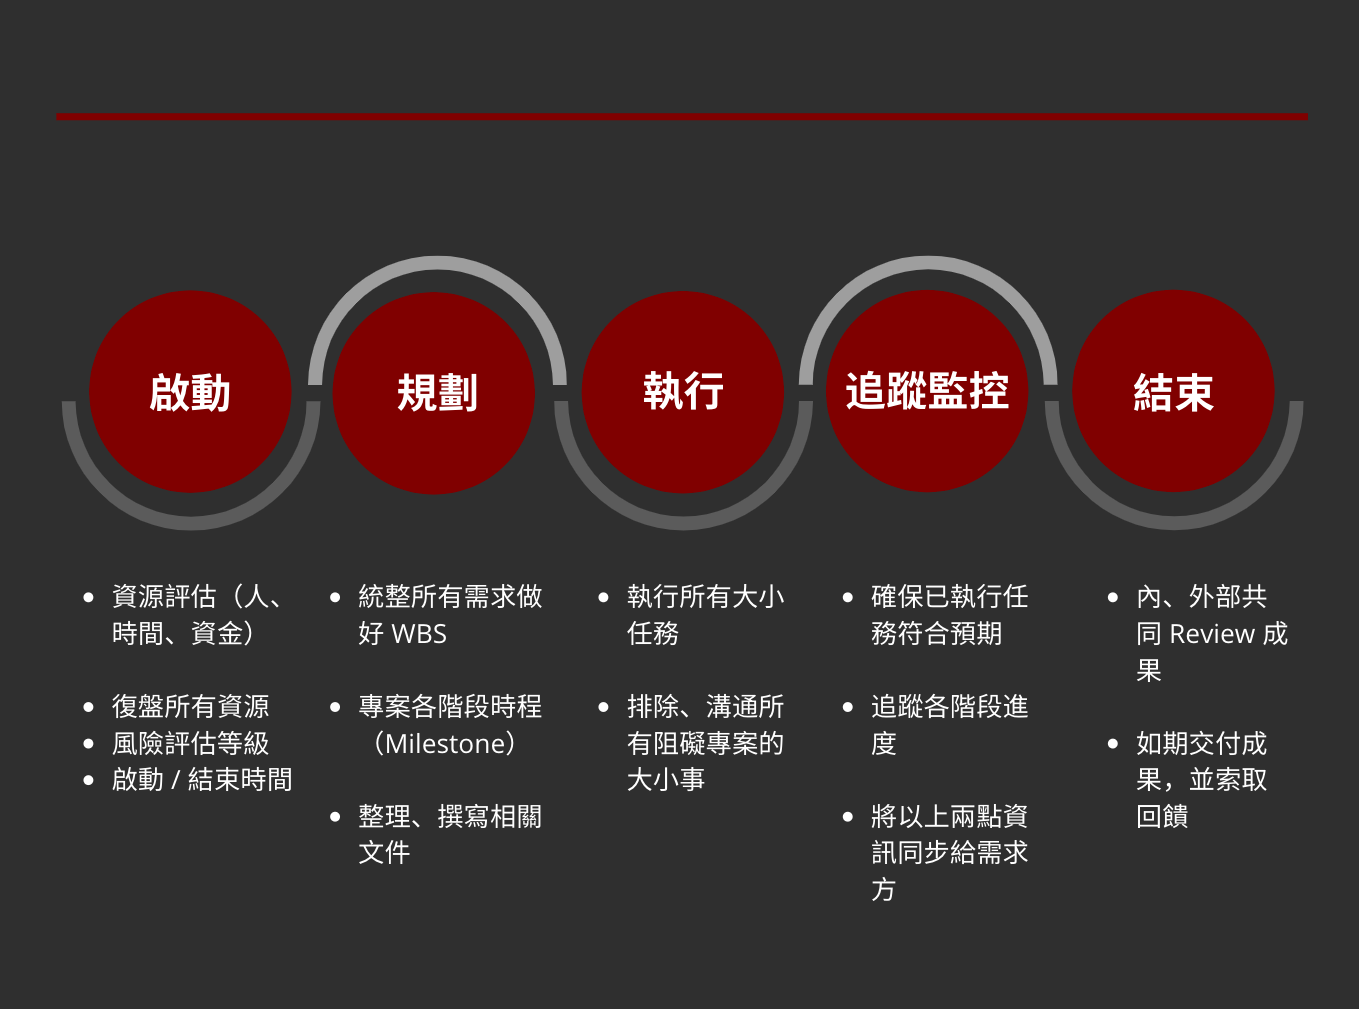 啟動
規劃
執行
追蹤監控
結束
• 資源評估（人、
時間、資金）
• 復盤所有資源
• 風險評估等級
• 啟動 / 結束時間
• 統整所有需求做
好 WBS
• 專案各階段時程
（Milestone）
• 整理、撰寫相關
文件
• 執行所有大小
任務
• 排除、溝通所
有阻礙專案的
大小事
• 確保已執行任
務符合預期
• 追蹤各階段進
度
• 將以上兩點資
訊同步給需求
方
• 內、外部共
同 Review 成
果
• 如期交付成
果，並索取
回饋